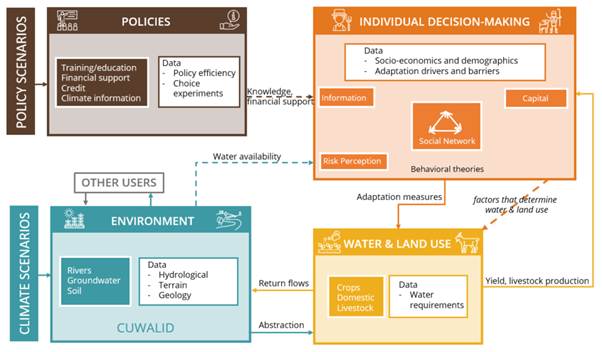 POLICY SCENARIOS
POLICIES
Training/education
Financial support
Credit
Climate information
Data
- Policy efficiency
- Choice
experiments
Knowledge,
financial support
INDIVIDUAL DECISION-MAKING
Data
- Socio-economics and demographics
- Adaptation drivers and barriers
Information
Capital
Social Network
Risk Perception
Behavioral theories
Water availability
OTHER USERS
Adaptation measures
factors that determine
water & land use
CLIMATE SCENARIOS
ENVIRONMENT
Rivers
Groundwater
Soil
Data
- Hydrological
- Terrain
- Geology
CUWALID
Return flows
Abstraction
WATER & LAND USE
Crops
Domestic
Livestock
Data
- Water
requirements
Yield, livestock production